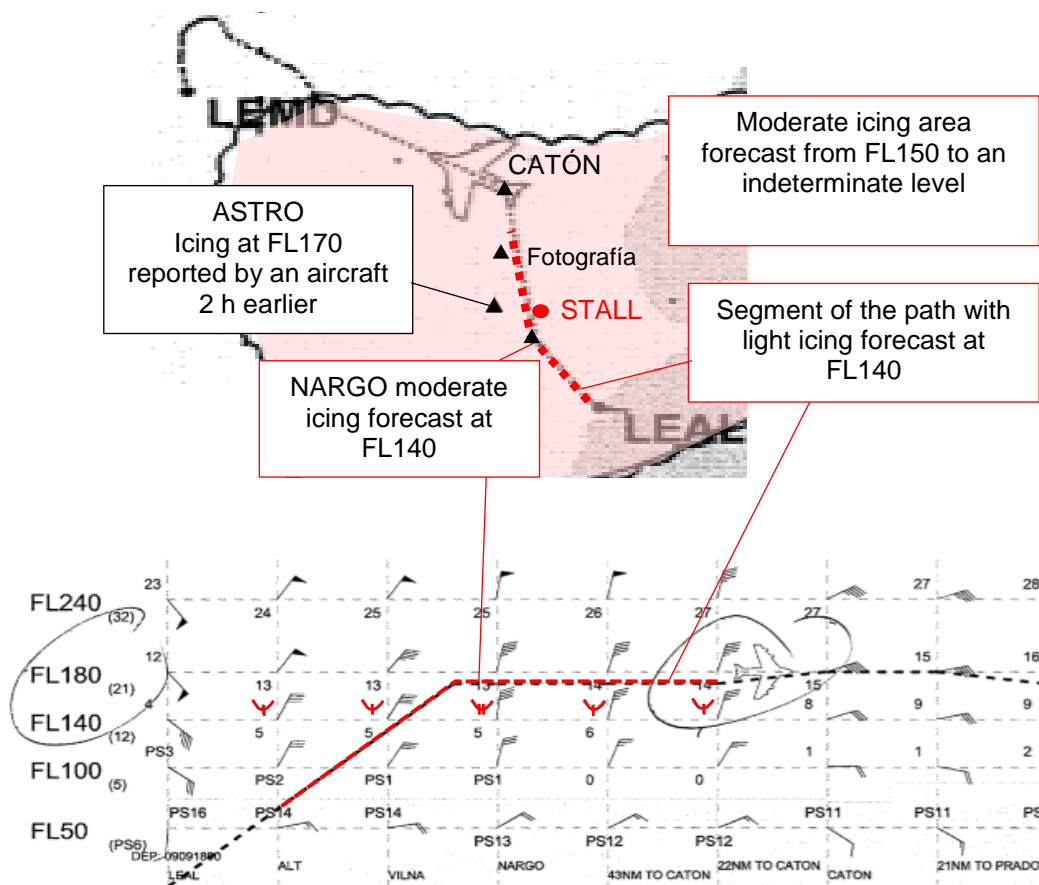 LEMD
CATÓN
Moderate icing area
forecast from FL150 to an
indeterminate level
ASTRO
Icing at FL170
reported by an aircraft
2 h earlier
Fotografía
STALL
Segment of the path with
light icing forecast at
FL140
NARGO moderate
icing forecast at
FL140
LEAL
23 27 28
FL240 (32) 24 25 25 26 27 27
12 15 16
FL180 (21) 13 13 13 14 14 15
4 8 9 9
FL140 (12) 5 5 5 6 7
PS3 1 1 2
FL100 (5) PS2 PS1 PS1 0 0
PS16 PS14 PS14 PS11 PS11
FL50 (PS6) PS13 PS12 PS12
LEAL ALT VILNA NARGO 43NM TO CATON 22NM TO CATON CATON 21NM TO PRADO